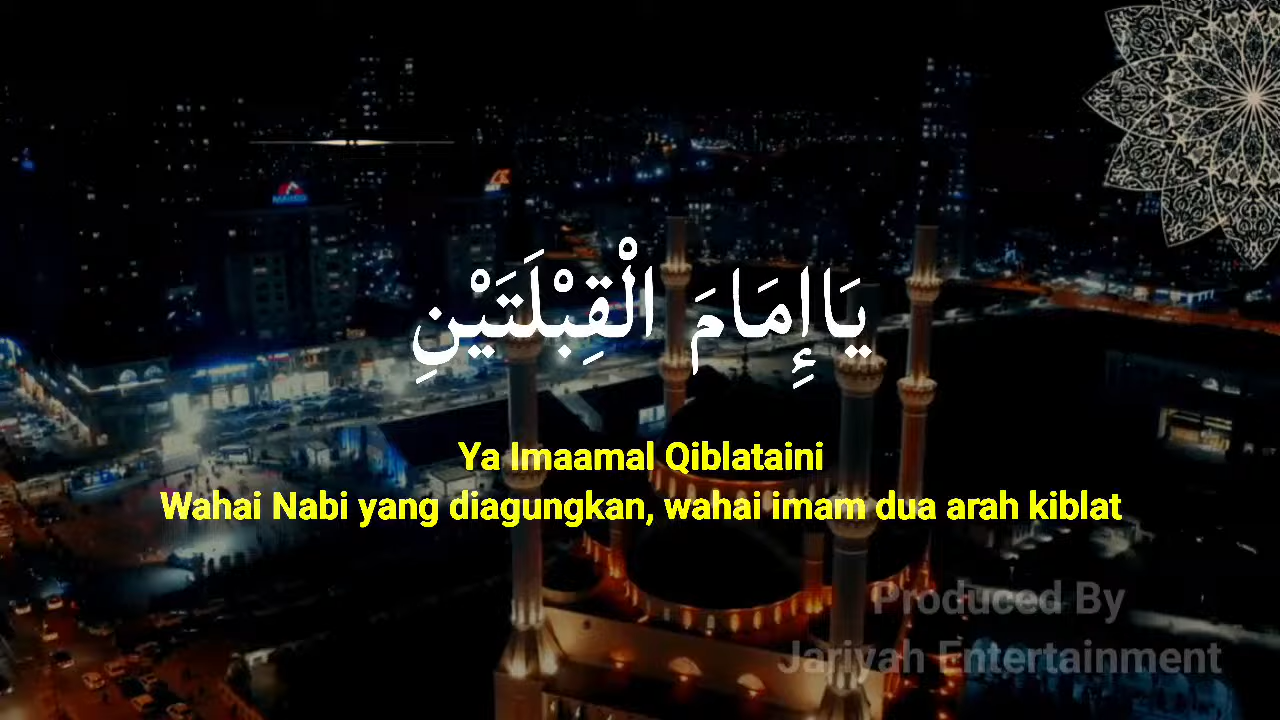 يَاإِمَامَ الْقِبْلَتَيْنِ
Ya Imaamal Qiblataini
Wahai Nabi yang diagungkan, wahai imam dua arah kiblat
Produced By
Jariyah Entertainment